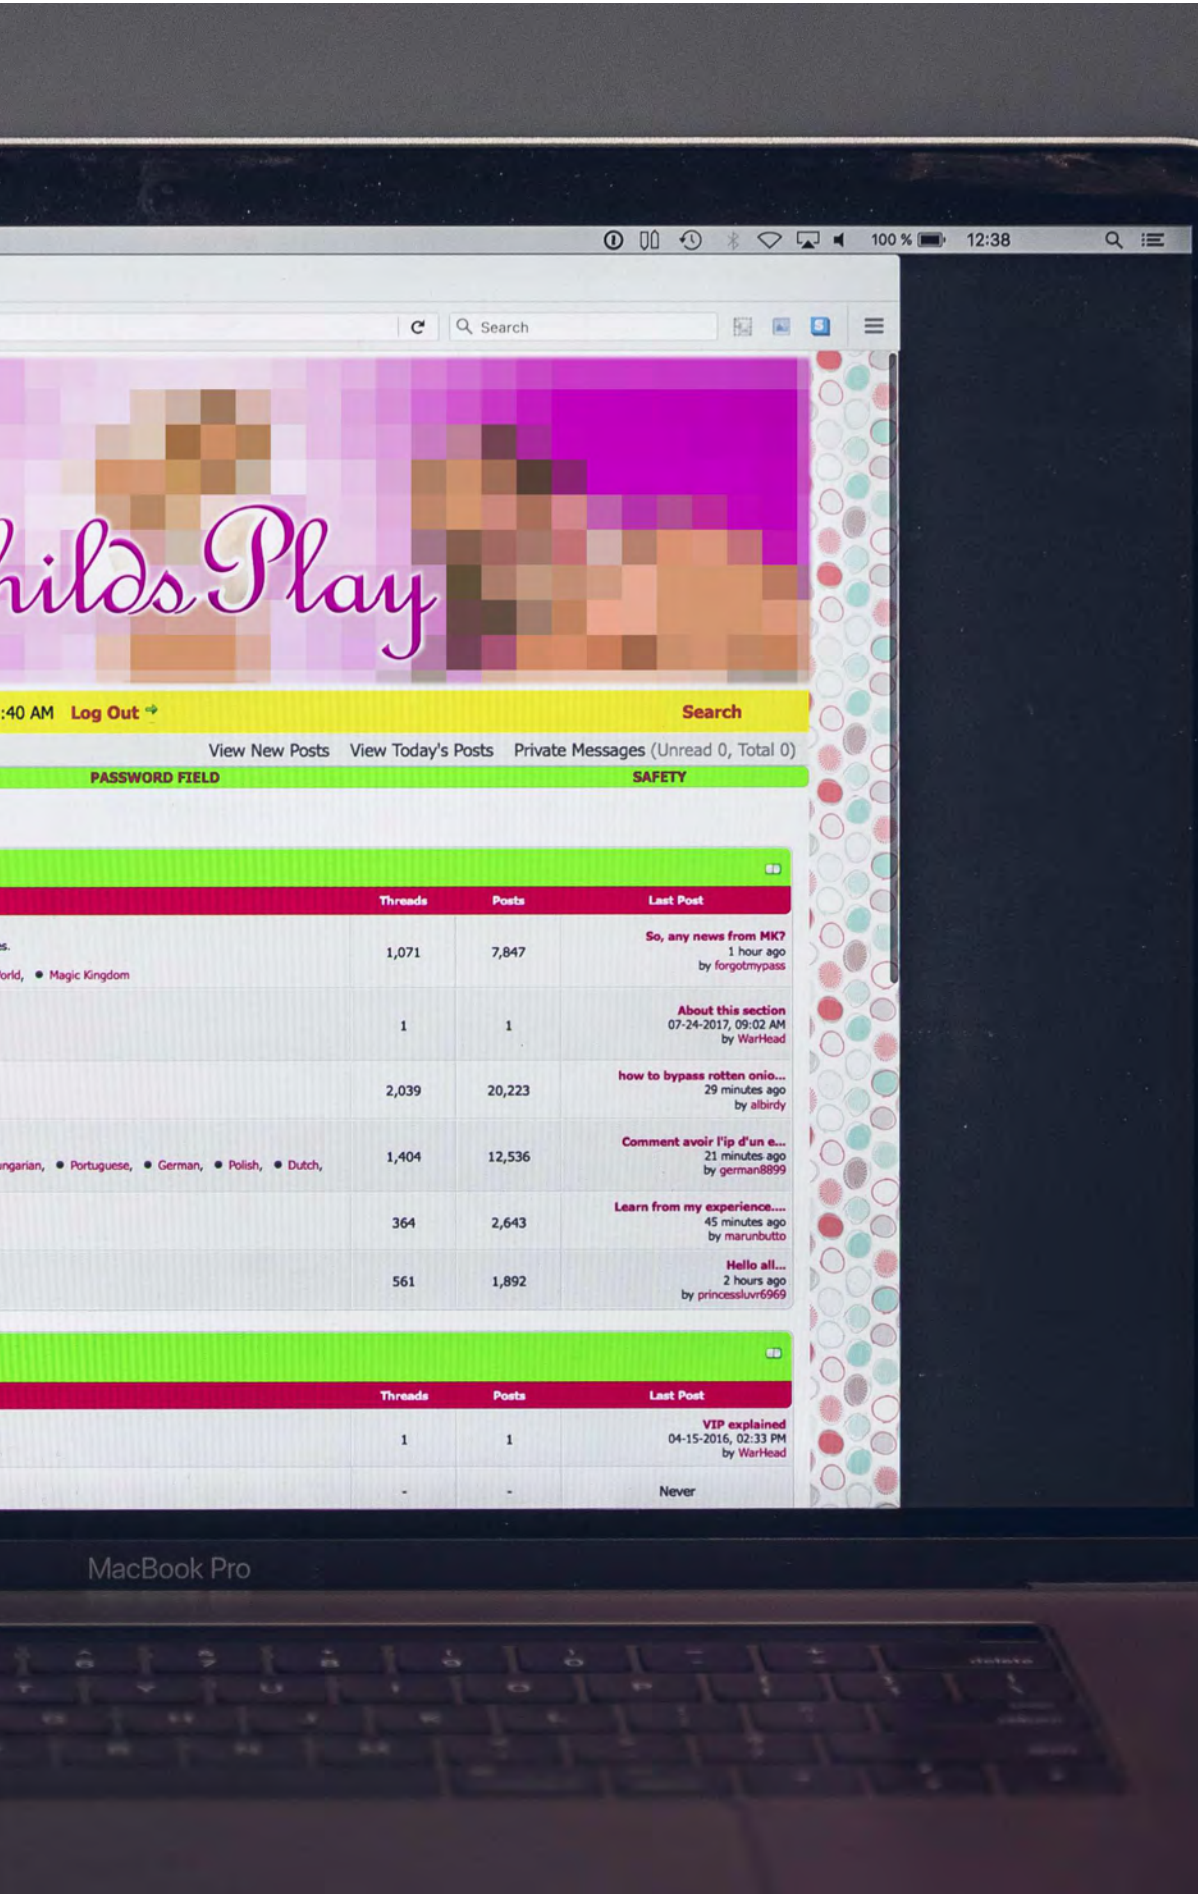 100 % 12:38
Search
hilds Play
:40 AM Log Out Search
View New Posts View Today's Posts Private Messages (Unread 0, Total 0)
PASSWORD FIELD SAFETY
Threads Posts Last Post
es. 1,071 7,847 So, any news from MK?
1 hour ago
orld, ● Magic Kingdom by forgotmypass
1 1 About this section
07-24-2017, 09:02 AM
by WarHead
2,039 20,223 how to bypass rotten onio...
29 minutes ago
by albirdy
1,404 12,536 Comment avoir l'ip d'un e...
21 minutes ago
ungarian, ● Portuguese, ● German, ● Polish, ● Dutch, by german8899
364 2,643 Learn from my experience....
45 minutes ago
by marunbutto
561 1,892 Hello all...
2 hours ago
by princessluvr6969
Threads Posts Last Post
1 1 VIP explained
04-15-2016, 02:33 PM
by WarHead
- - Never
MacBook Pro